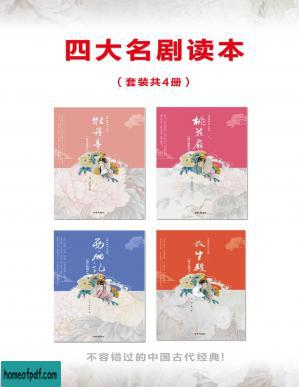 四大名剧读本
（套装共4册）
牡丹亭
桃花扇
西厢记
长生殿
不容错过的中国古代经典！
homeofpdf.com